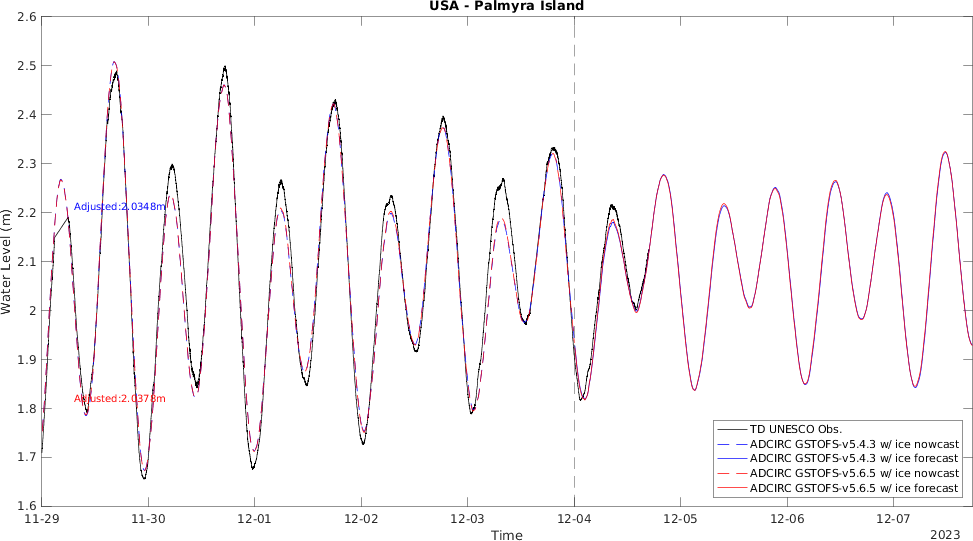 USA - Palmyra Island
2.6
2.5
2.4
2.3
2.2
2.1
2
1.9
1.8
1.7
1.6
Water Level (m)
Adjusted:2.0348m
Adjusted:2.0378m
TD UNESCO Obs.
ADCIRC GSTOFS-v5.4.3 w/ ice nowcast
ADCIRC GSTOFS-v5.4.3 w/ ice forecast
ADCIRC GSTOFS-v5.6.5 w/ ice nowcast
ADCIRC GSTOFS-v5.6.5 w/ ice forecast
11-29 11-30 12-01 12-02 12-03 12-04 12-05 12-06 12-07
Time
2023